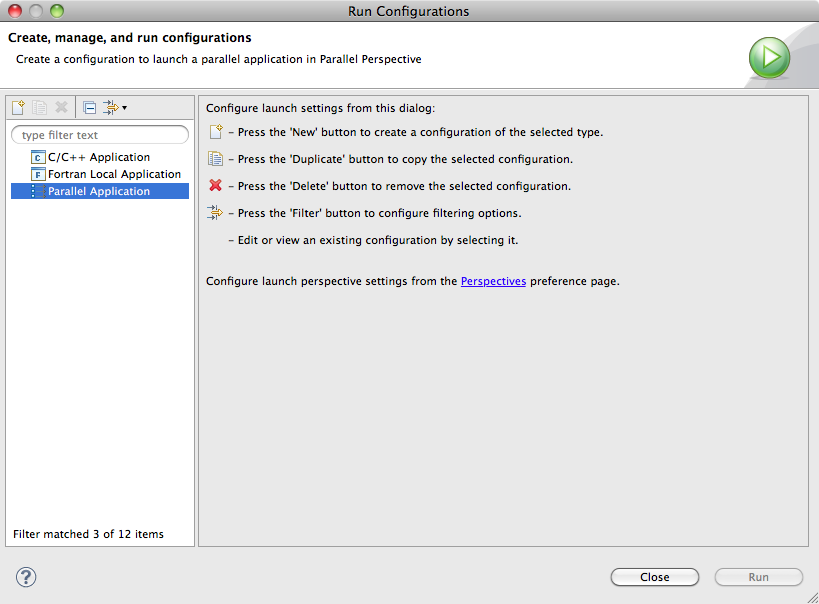 Run Configurations
Create, manage, and run configurations
Create a configuration to launch a parallel application in Parallel Perspective
type filter text
C C/C++ Application
F Fortran Local Application
Parallel Application
Filter matched 3 of 12 items
Configure launch settings from this dialog:
– Press the 'New' button to create a configuration of the selected type.
– Press the 'Duplicate' button to copy the selected configuration.
– Press the 'Delete' button to remove the selected configuration.
– Press the 'Filter' button to configure filtering options.
– Edit or view an existing configuration by selecting it.
Configure launch perspective settings from the Perspectives preference page.
?
Close
Run